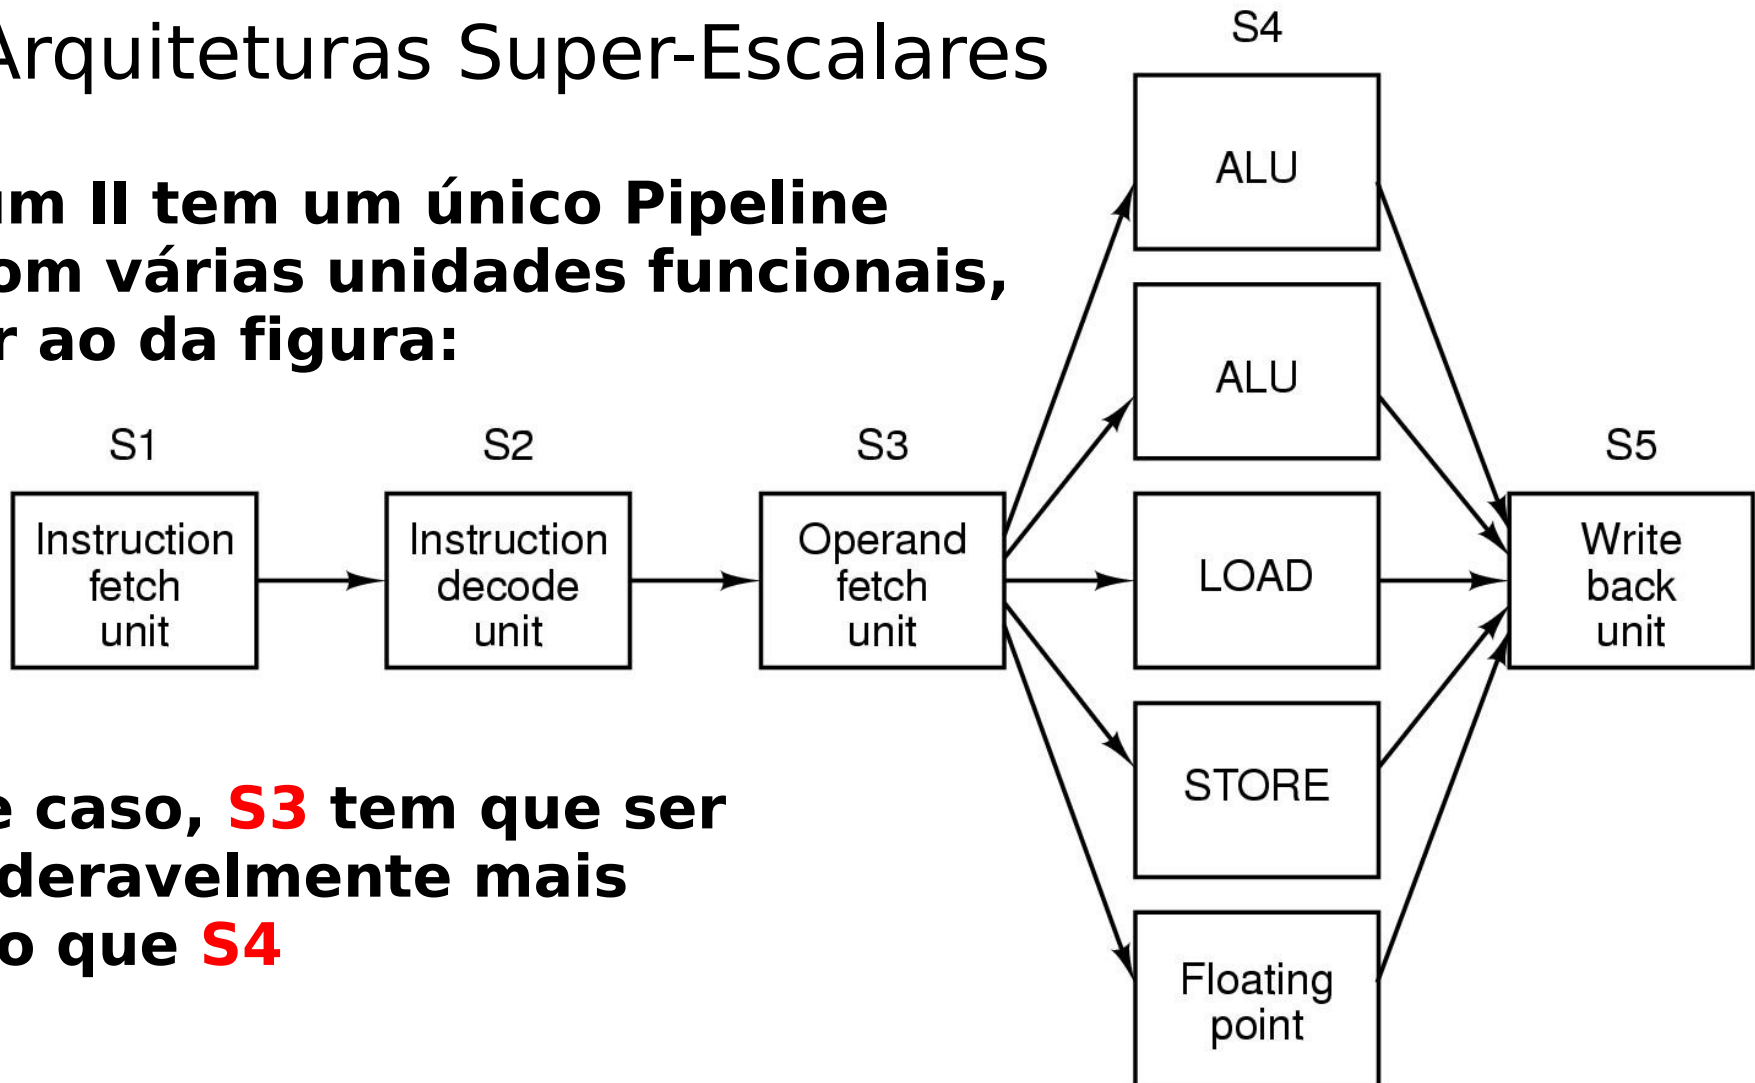 Arquiteturas Super-Escalares
um II tem um único Pipeline
om várias unidades funcionais,
r ao da figura:
S1
Instruction
fetch
unit
S2
Instruction
decode
unit
S3
Operand
fetch
unit
S4
ALU
ALU
LOAD
STORE
Floating
point
S5
Write
back
unit
e caso, S3 tem que ser
deravelmente mais
o que S4